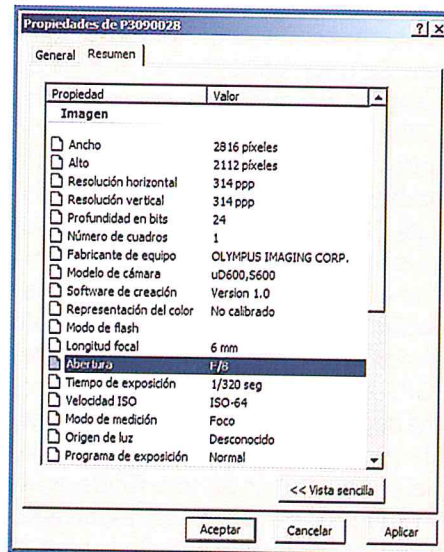 Propiedades de P3090028
General Resumen
Propiedad Valor
Imagen
Ancho 2816 píxeles
Alto 2112 píxeles
Resolución horizontal 314 ppp
Resolución vertical 314 ppp
Profundidad en bits 24
Número de cuadros 1
Fabricante de equipo OLYMPUS IMAGING CORP.
Modelo de cámara uD600,S600
Software de creación Version 1.0
Representación del color No calibrado
Modo de flash
Longitud focal 6 mm
Abertura F/8
Tiempo de exposición 1/320 seg
Velocidad ISO ISO-64
Modo de medición Foco
Origen de luz Desconocido
Programa de exposición Normal
<< Vista sencilla
Aceptar Cancelar Aplicar